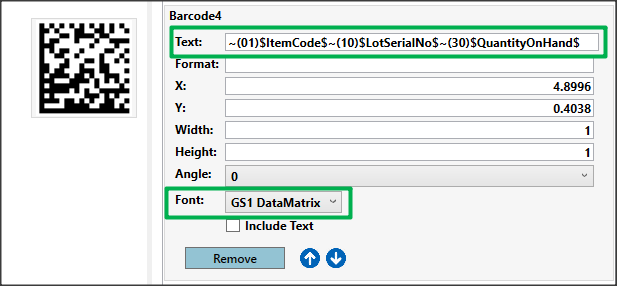 Barcode4
Text: ~(01)$ItemCode$~(10)$LotSerialNo$~(30)$QuantityOnHand$
Format:
X: 4.8996
Y: 0.4038
Width: 1
Height: 1
Angle: 0
Font: GS1 DataMatrix
Include Text
Remove